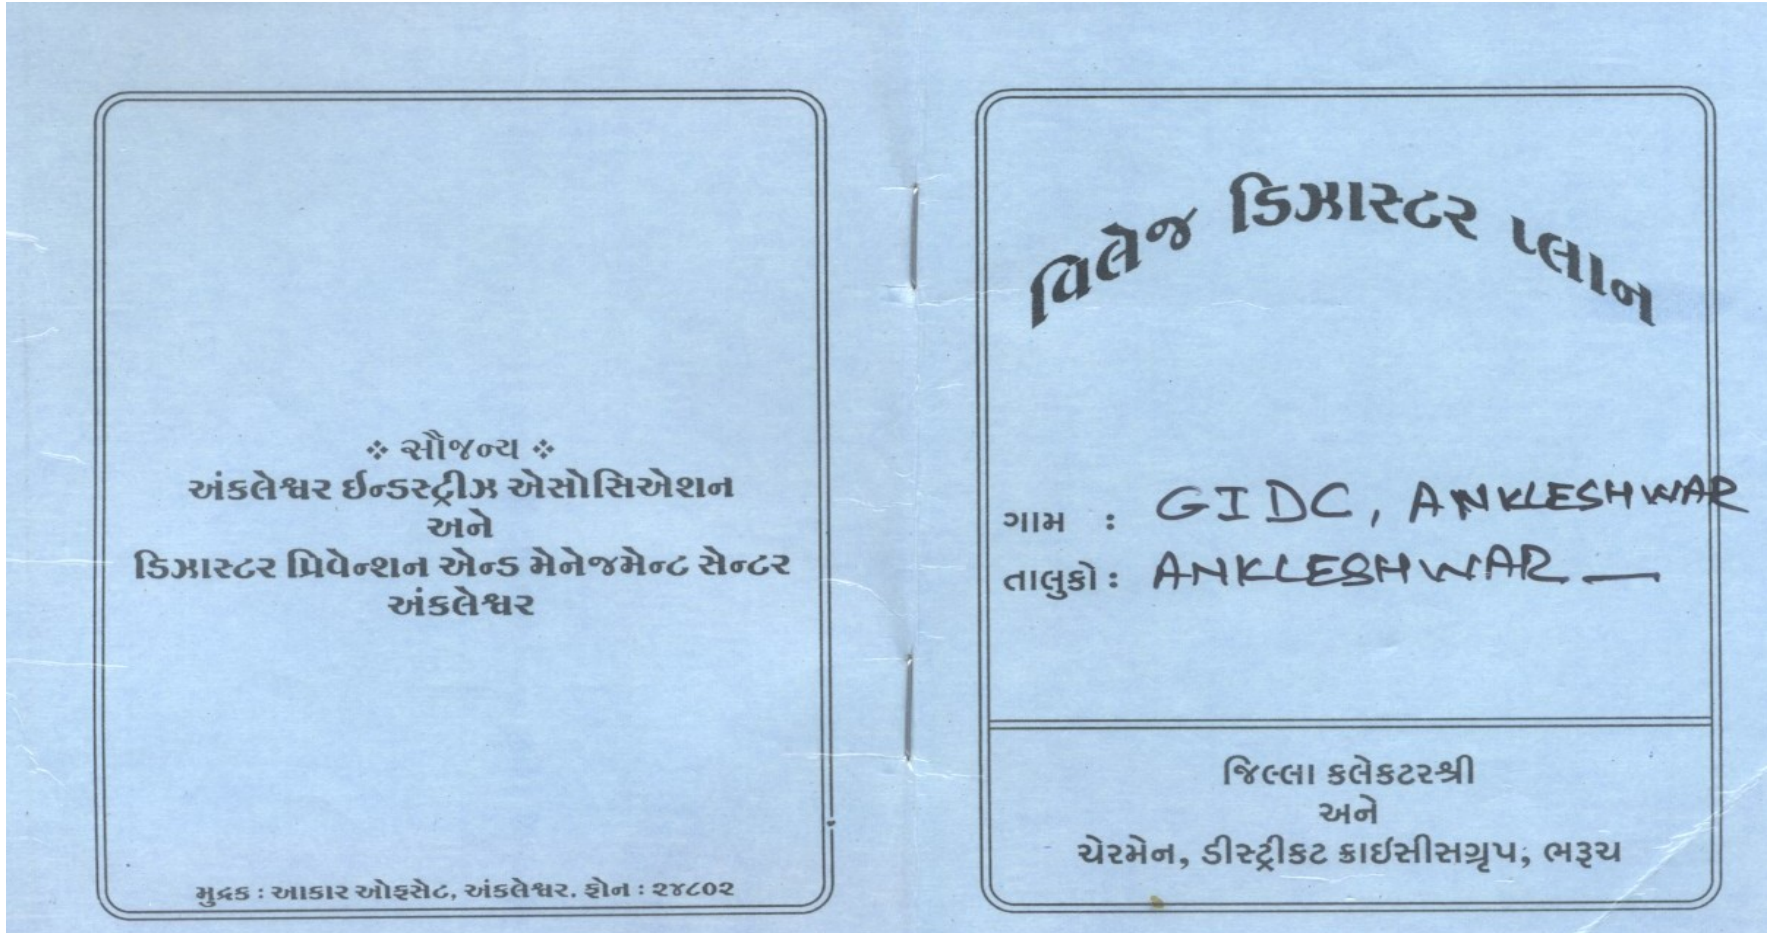 ❖ સૌજન્ય ❖
અંકલેશ્વર ઈન્ડસ્ટ્રીઝ એસોસિએશન
અને
ડિઝાસ્ટર પ્રિવેન્શન એન્ડ મેનેજમેન્ટ સેન્ટર
અંકલેશ્વર
મુદ્રક : આકાર ઓફસેટ, અંકલેશ્વર. ફોન : ૨૪૮૦૨
વિલેજ ડિઝાસ્ટર પ્લાન
ગામ : GIDC, ANKLESHWAR
તાલુકો : ANKLESHWAR —
જિલ્લા કલેકટરશ્રી
અને
ચેરમેન, ડીસ્ટ્રીકટ ક્રાઈસીસગ્રૃપ, ભરૂચ